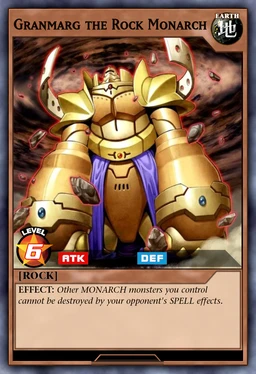 Granmarg the Rock Monarch
EARTH
地
LEVEL
6
ATK
DEF
[ROCK]
EFFECT: Other MONARCH monsters you control
cannot be destroyed by your opponent's SPELL effects.